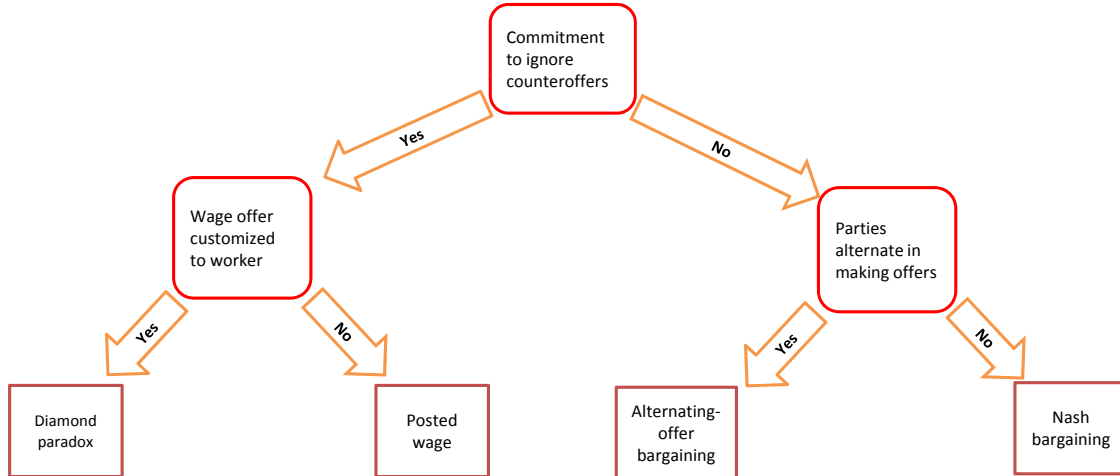 Commitment
to ignore
counteroffers
Yes
No
Wage offer
customized
to worker
Parties
alternate in
making offers
Yes
No
Yes
No
Diamond
paradox
Posted
wage
Alternating-
offer
bargaining
Nash
bargaining